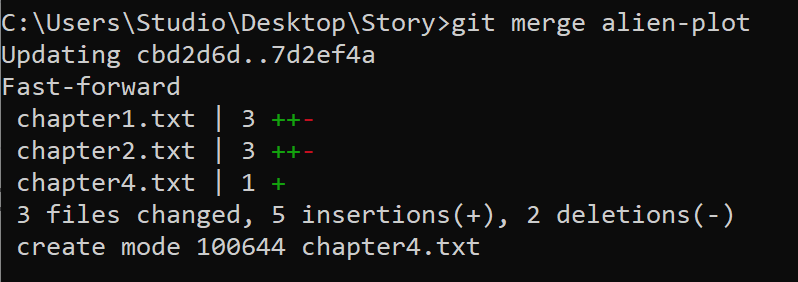 C:\Users\Studio\Desktop\Story>git merge alien-plot
Updating cbd2d6d..7d2ef4a
Fast-forward
 chapter1.txt | 3 ++-
 chapter2.txt | 3 ++-
 chapter4.txt | 1 +
 3 files changed, 5 insertions(+), 2 deletions(-)
 create mode 100644 chapter4.txt